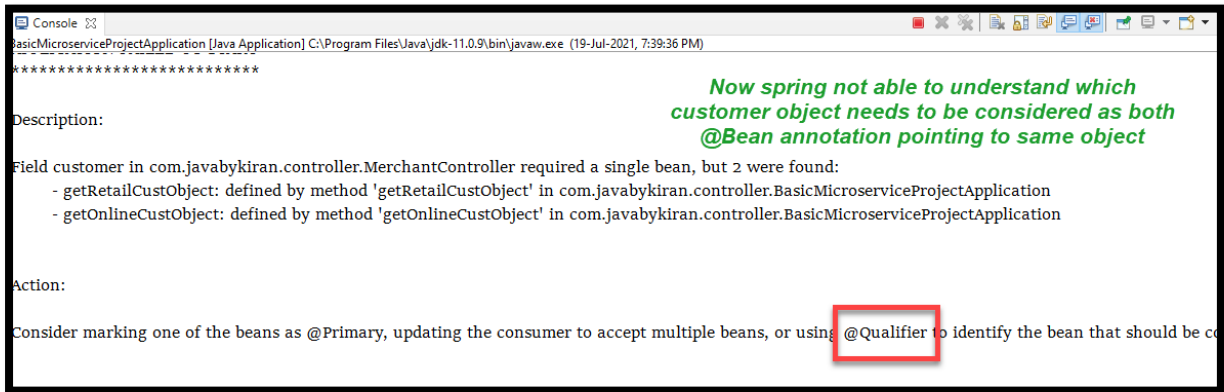 Console
BasicMicroserviceProjectApplication [Java Application] C:\Program Files\Java\jdk-11.0.9\bin\javaw.exe (19-Jul-2021, 7:39:36 PM)
***************************
Now spring not able to understand which
customer object needs to be considered as both
@Bean annotation pointing to same object
Description:
Field customer in com.javabykiran.controller.MerchantController required a single bean, but 2 were found:
- getRetailCustObject: defined by method 'getRetailCustObject' in com.javabykiran.controller.BasicMicroserviceProjectApplication
- getOnlineCustObject: defined by method 'getOnlineCustObject' in com.javabykiran.controller.BasicMicroserviceProjectApplication
Action:
Consider marking one of the beans as @Primary, updating the consumer to accept multiple beans, or using @Qualifier to identify the bean that should be co